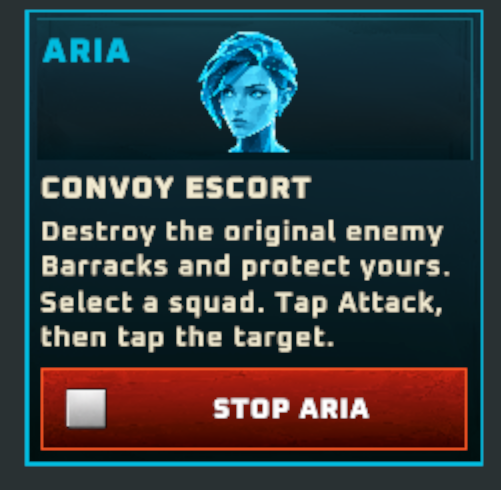 ARIA
CONVOY ESCORT
Destroy the original enemy
Barracks and protect yours.
Select a squad. Tap Attack,
then tap the target.
STOP ARIA